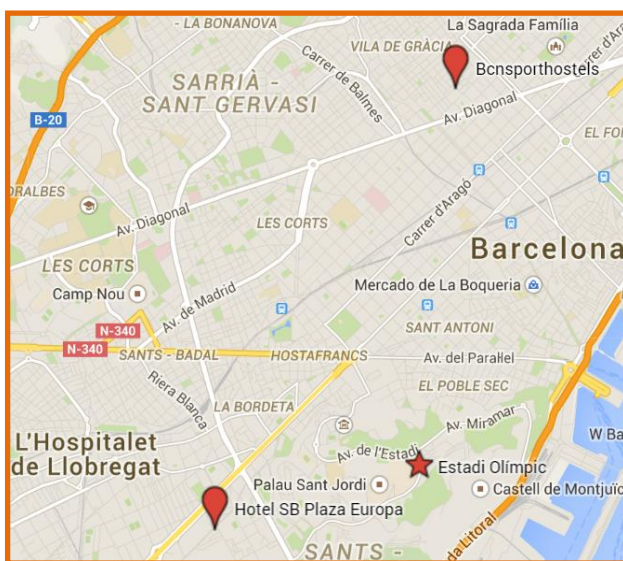 - LA BONANOVA
La Sagrada Família
VILA DE GRÀCIA
Carrer de Balmes
SARRIÀ -
SANT GERVASI
Bcnsporthostels
Av. Diagonal
B-20
EL FO
Carrer d'Aragó
ORALBES
Av. Diagonal
LES CORTS
Barcelona
LES CORTS
Camp Nou
Av. de Madrid
Mercado de La Boqueria
N-340
N-340
SANTS - BADAL
HOSTAFRANCS
SANT ANTONI
Av. del Paral·lel
Riera Blanca
LA BORDETA
EL POBLE SEC
Av. Miramar
L'Hospitalet
de Llobregat
Av. de l'Estadi
W Ba
Estadi Olímpic
Palau Sant Jordi
Castell de Montjuïc
Hotel SB Plaza Europa
SANTS -
da Litoral